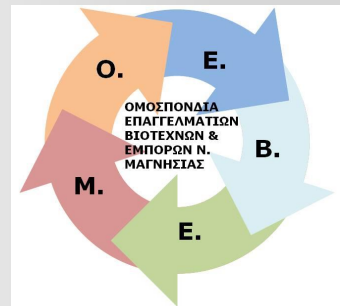 Ο.
Ε.
Β.
Ε.
Μ.
ΟΜΟΣΠΟΝΔΙΑ
ΕΠΑΓΓΕΛΜΑΤΙΩΝ
ΒΙΟΤΕΧΝΩΝ &
ΕΜΠΟΡΩΝ Ν.
ΜΑΓΝΗΣΙΑΣ